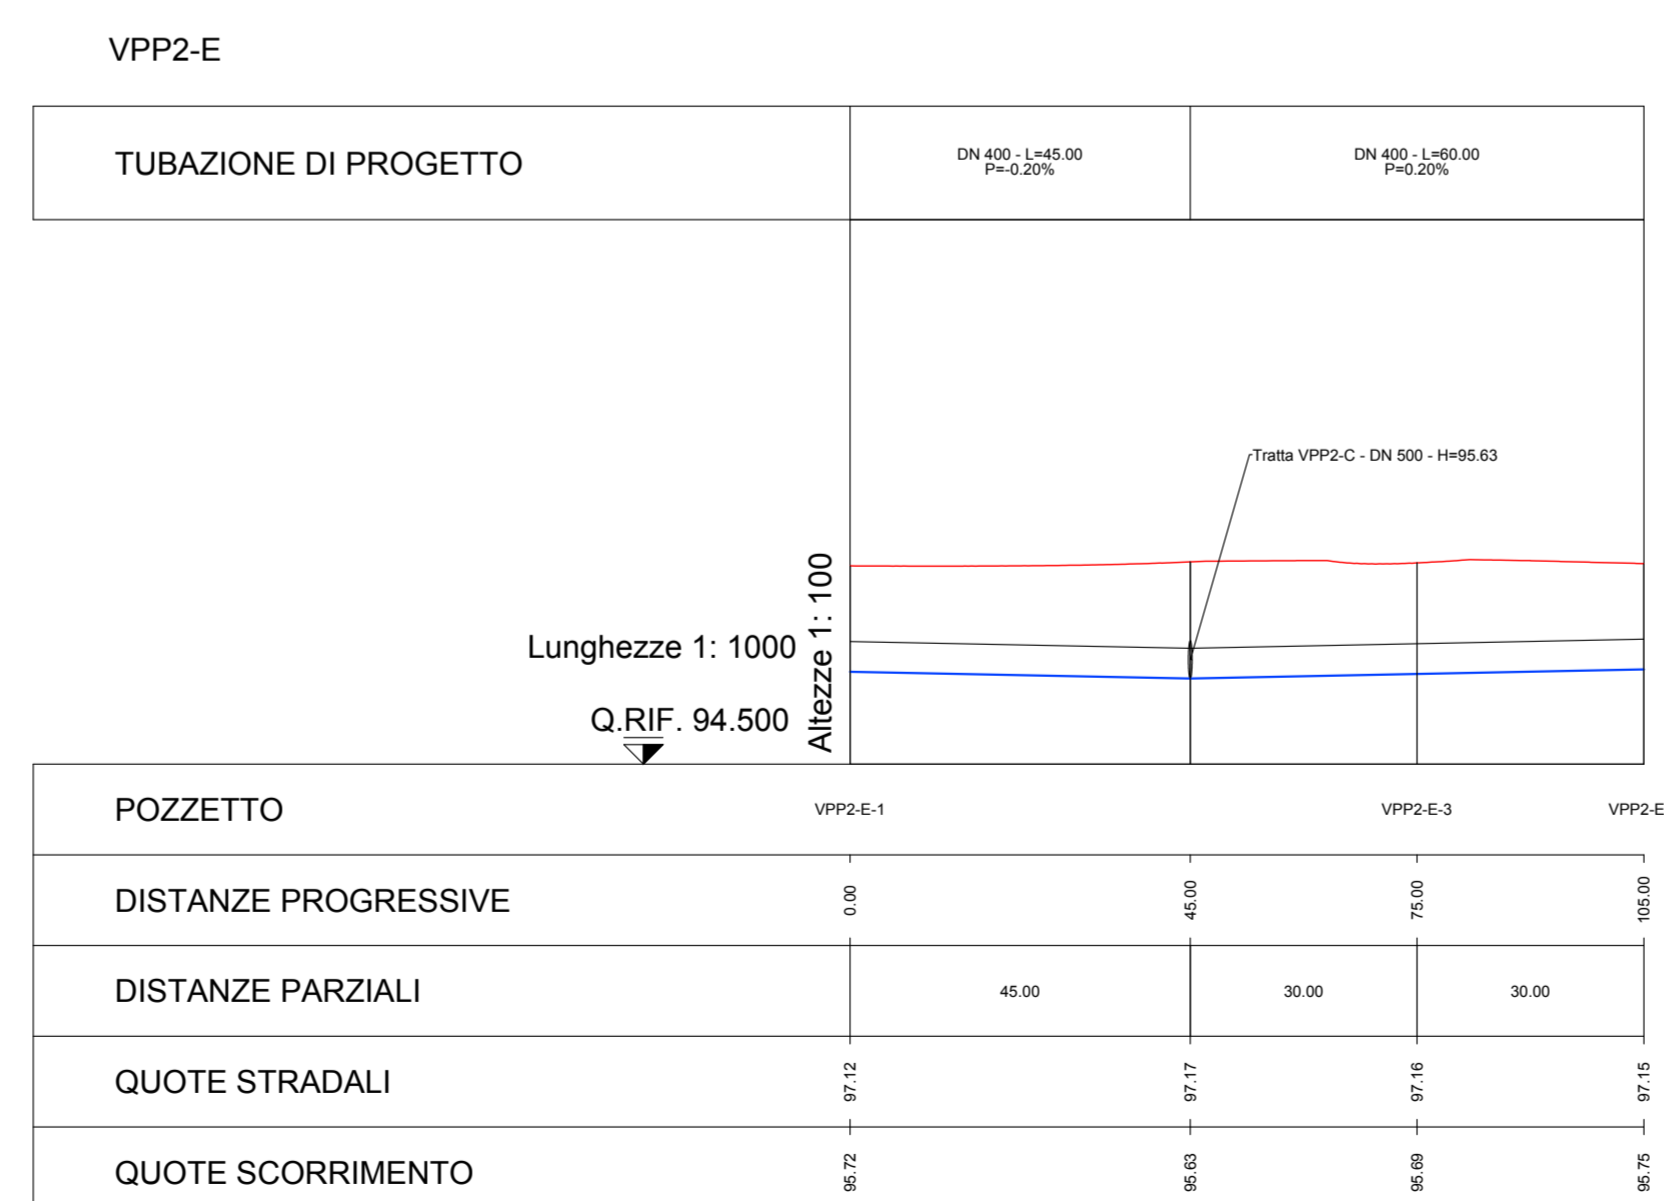 VPP2-E
TUBAZIONE DI PROGETTO
DN 400 - L=45.00
P=-0.20%
DN 400 - L=60.00
P=0.20%
Tratta VPP2-C - DN 500 - H=95.63
Lunghezze 1: 1000
Altezze 1: 100
Q.RIF. 94.500
POZZETTO
VPP2-E-1
VPP2-E-3
VPP2-E
DISTANZE PROGRESSIVE
0.00
45.00
75.00
105.00
DISTANZE PARZIALI
45.00
30.00
30.00
QUOTE STRADALI
97.12
97.17
97.16
97.15
QUOTE SCORRIMENTO
95.72
95.63
95.69
95.75